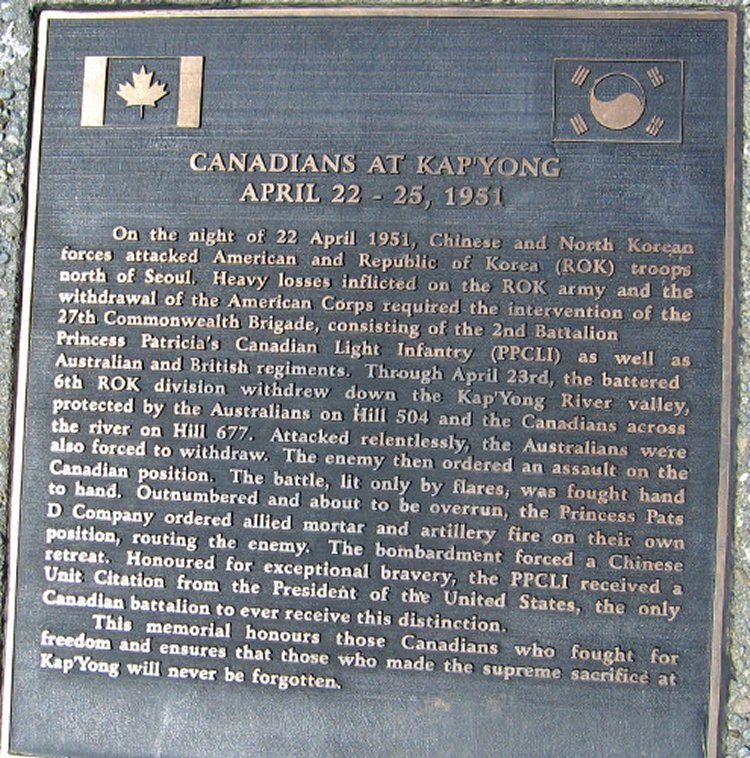 CANADIANS AT KAP'YONG
APRIL 22 - 25, 1951
On the night of 22 April 1951, Chinese and North Korean
forces attacked American and Republic of Korea (ROK) troops
north of Seoul. Heavy losses inflicted on the ROK army and the
withdrawal of the American Corps required the intervention of the
27th Commonwealth Brigade, consisting of the 2nd Battalion
Princess Patricia's Canadian Light Infantry (PPCLI) as well as
Australian and British regiments. Through April 23rd, the battered
6th ROK division withdrew down the Kap'Yong River valley,
protected by the Australians on Hill 504 and the Canadians across
the river on Hill 677. Attacked relentlessly, the Australians were
also forced to withdraw. The enemy then ordered an assault on the
Canadian position. The battle, lit only by flares, was fought hand
to hand. Outnumbered and about to be overrun, the Princess Pats
D Company ordered allied mortar and artillery fire on their own
position, routing the enemy. The bombardment forced a Chinese
retreat. Honoured for exceptional bravery, the PPCLI received a
Unit Citation from the President of the United States, the only
Canadian battalion to ever receive this distinction.
This memorial honours those Canadians who fought for
freedom and ensures that those who made the supreme sacrifice at
Kap'Yong will never be forgotten.